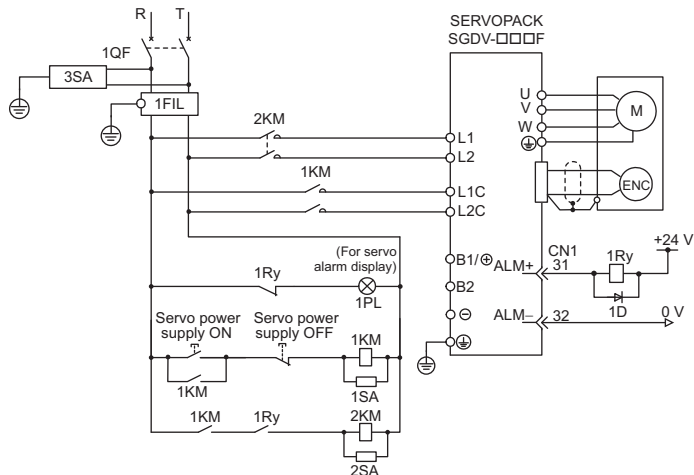 R T
SERVOPACK
SGDV-□□□F
1QF
3SA
1FIL
U
V
W
M
2KM
L1
L2
1KM
L1C
L2C
ENC
(For servo
alarm display)
B1/⊕
ALM+
CN1
31
1Ry
+24 V
1Ry
1PL
B2
1D
Servo power
supply ON
Servo power
supply OFF
⊖
ALM−
32
0 V
1KM
1KM
1SA
1KM
1Ry
2KM
2SA